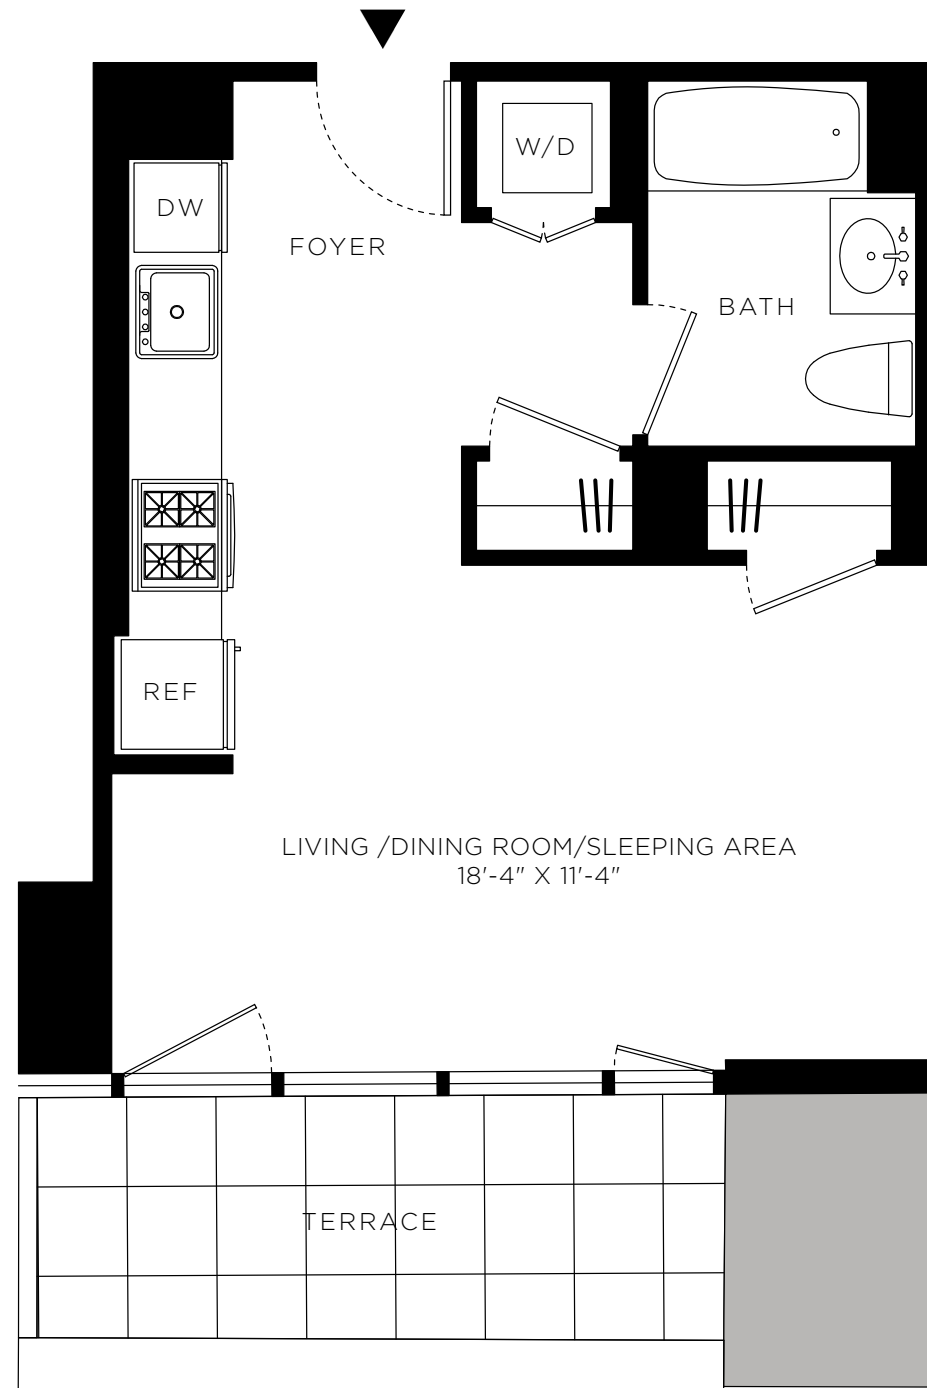 W/D
DW
FOYER
BATH
REF
LIVING /DINING ROOM/SLEEPING AREA
18'-4" X 11'-4"
TERRACE